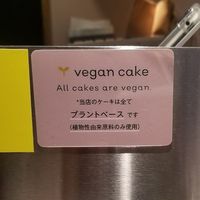 vegan cake
All cakes are vegan.
*当店のケーキは全て
プラントベース です
(植物性由来原料のみ使用)